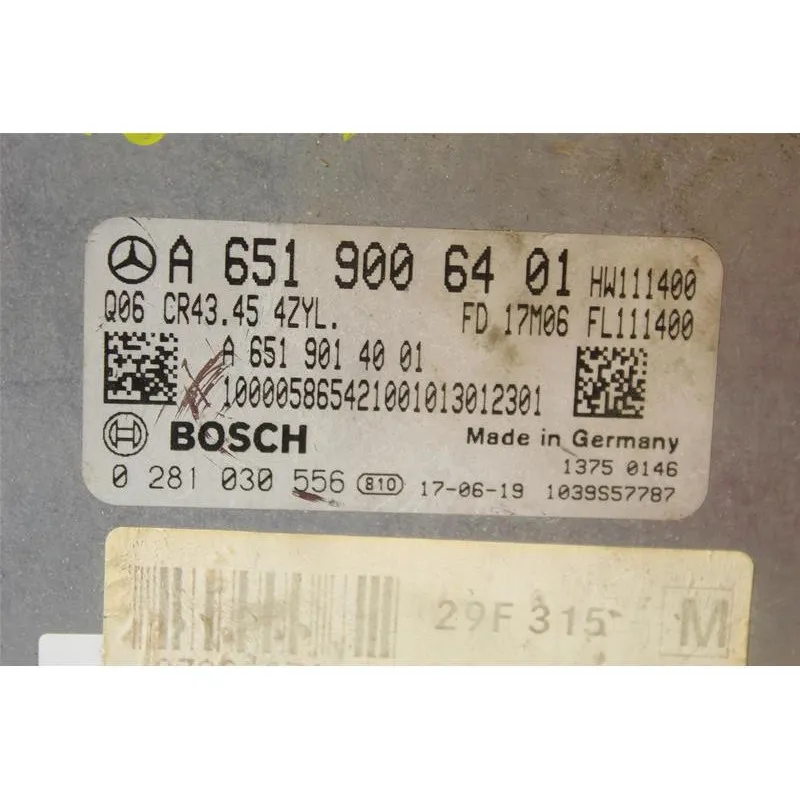 A 651 900 64 01 HW111400
Q06 CR43.45 4ZYL. FD 17M06 FL111400
A 651 901 40 01
100005865421001013012301
BOSCH Made in Germany
1375 0146
0 281 030 556 810 17-06-19 1039S57787
29F 315 M